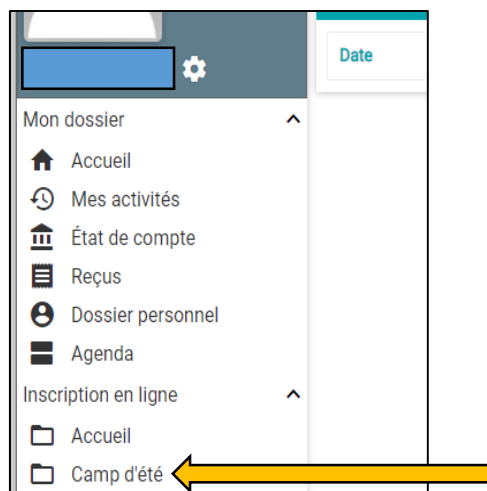 Date
Mon dossier
Accueil
Mes activités
État de compte
Reçus
Dossier personnel
Agenda
Inscription en ligne
Accueil
Camp d'été